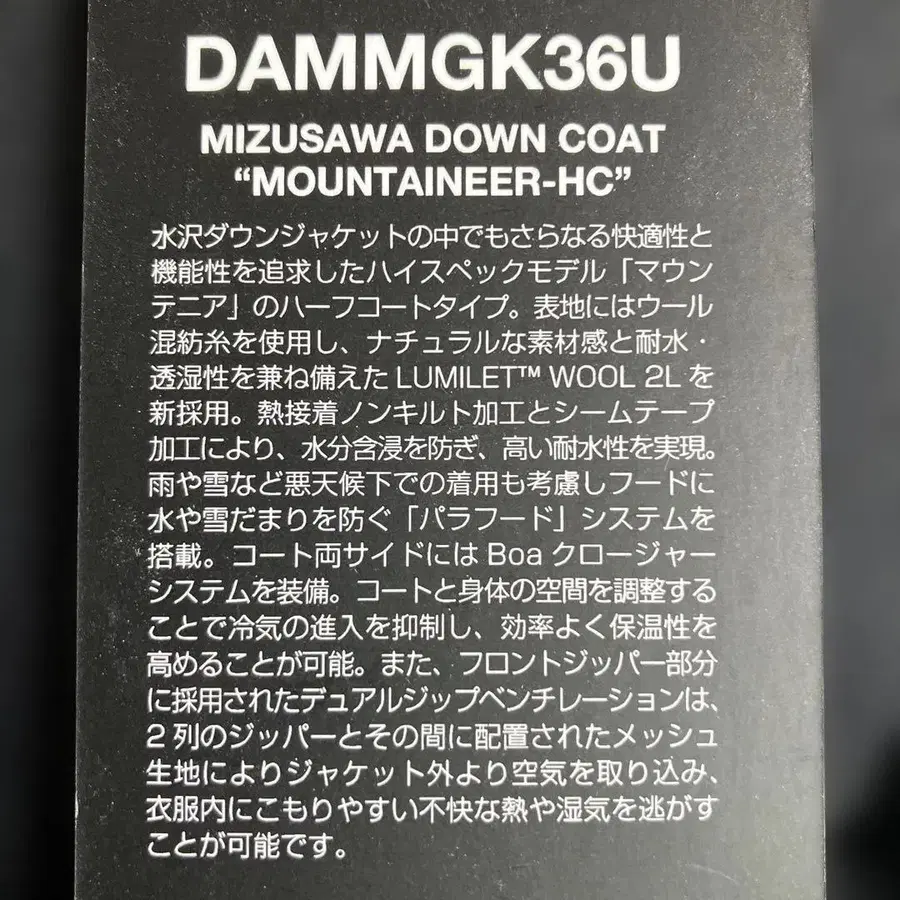 DAMMGK36U
MIZUSAWA DOWN COAT
“MOUNTAINEER-HC”
水沢ダウンジャケットの中でもさらなる快適性と
機能性を追求したハイスペックモデル「マウン
テニア」のハーフコートタイプ。表地にはウール
混紡糸を使用し、ナチュラルな素材感と耐水・
透湿性を兼ね備えた LUMILET™ WOOL 2L を
新採用。熱接着ノンキルト加工とシームテープ
加工により、水分含浸を防ぎ、高い耐水性を実現。
雨や雪など悪天候下での着用も考慮しフードに
水や雪だまりを防ぐ「パラフード」システムを
搭載。コート両サイドには Boa クロージャー
システムを装備。コートと身体の空間を調整する
ことで冷気の進入を抑制し、効率よく保温性を
高めることが可能。また、フロントジッパー部分
に採用されたデュアルジップベンチレーションは、
2 列のジッパーとその間に配置されたメッシュ
生地によりジャケット外より空気を取り込み、
衣服内にこもりやすい不快な熱や湿気を逃がす
ことが可能です。